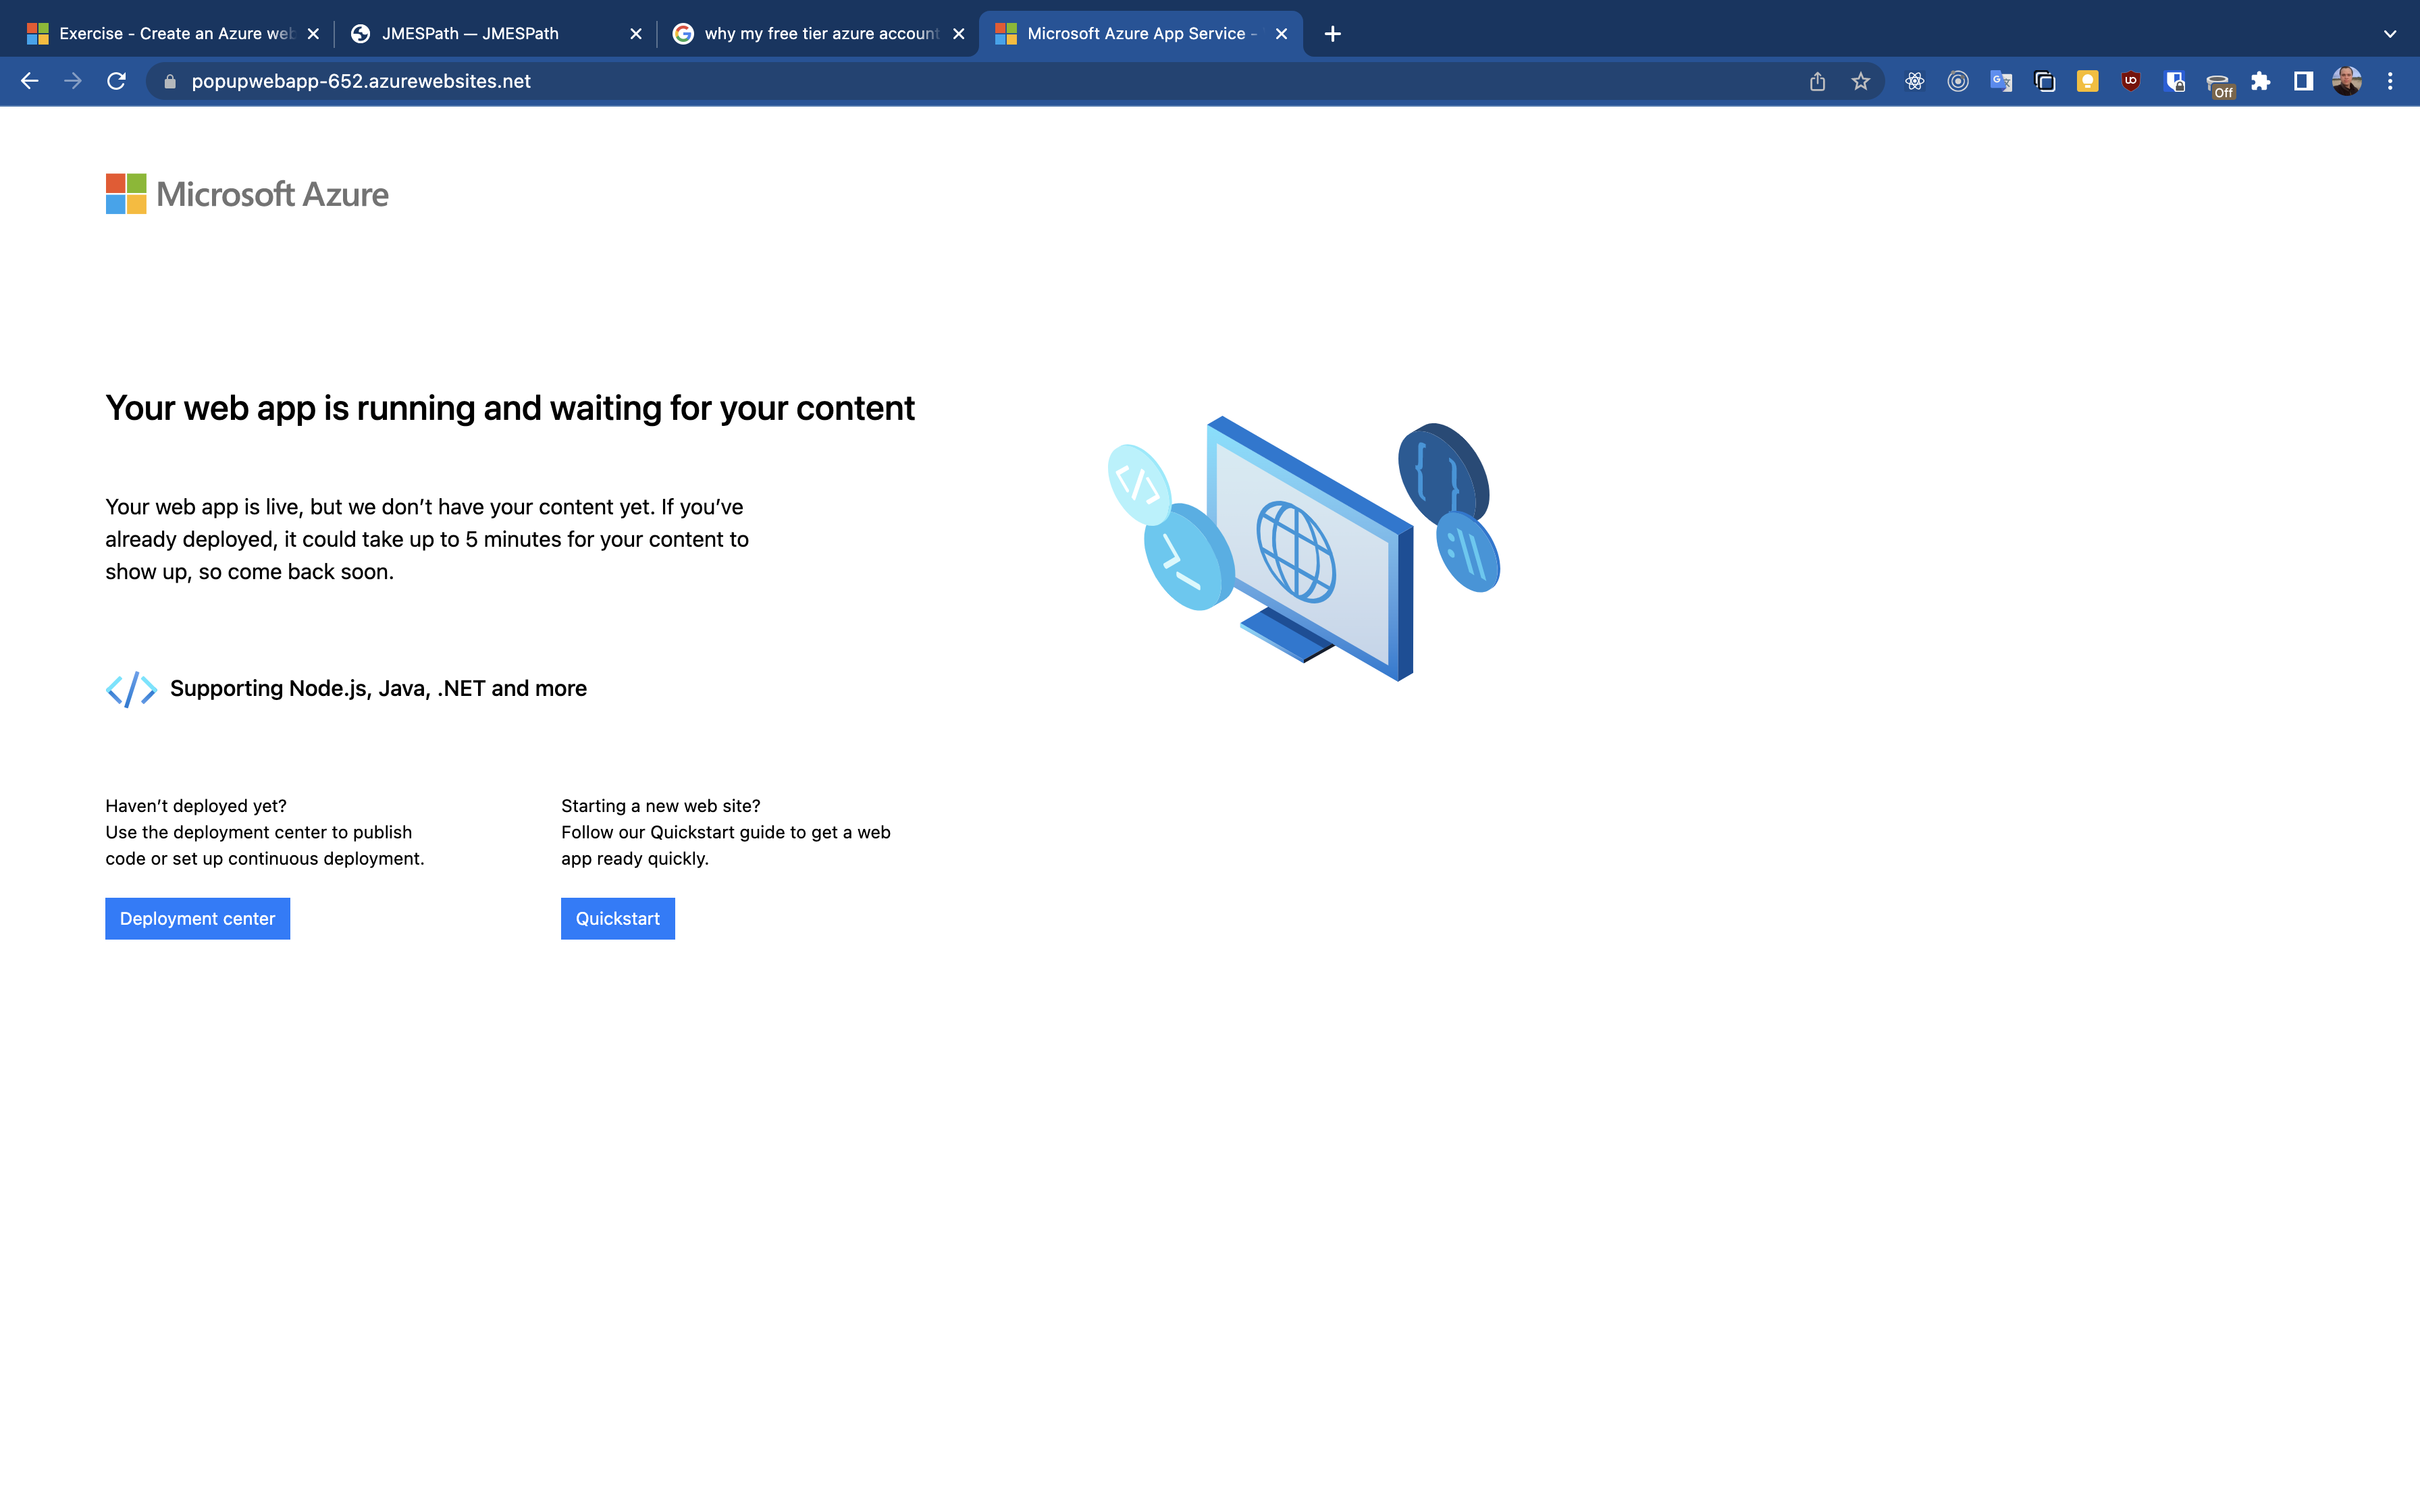 Exercise - Create an Azure web
JMESPath — JMESPath
why my free tier azure account
Microsoft Azure App Service -
popupwebapp-652.azurewebsites.net
Off
Microsoft Azure
Your web app is running and waiting for your content
Your web app is live, but we don’t have your content yet. If you’ve
already deployed, it could take up to 5 minutes for your content to
show up, so come back soon.
</> Supporting Node.js, Java, .NET and more
Haven’t deployed yet?
Use the deployment center to publish
code or set up continuous deployment.
Deployment center
Starting a new web site?
Follow our Quickstart guide to get a web
app ready quickly.
Quickstart